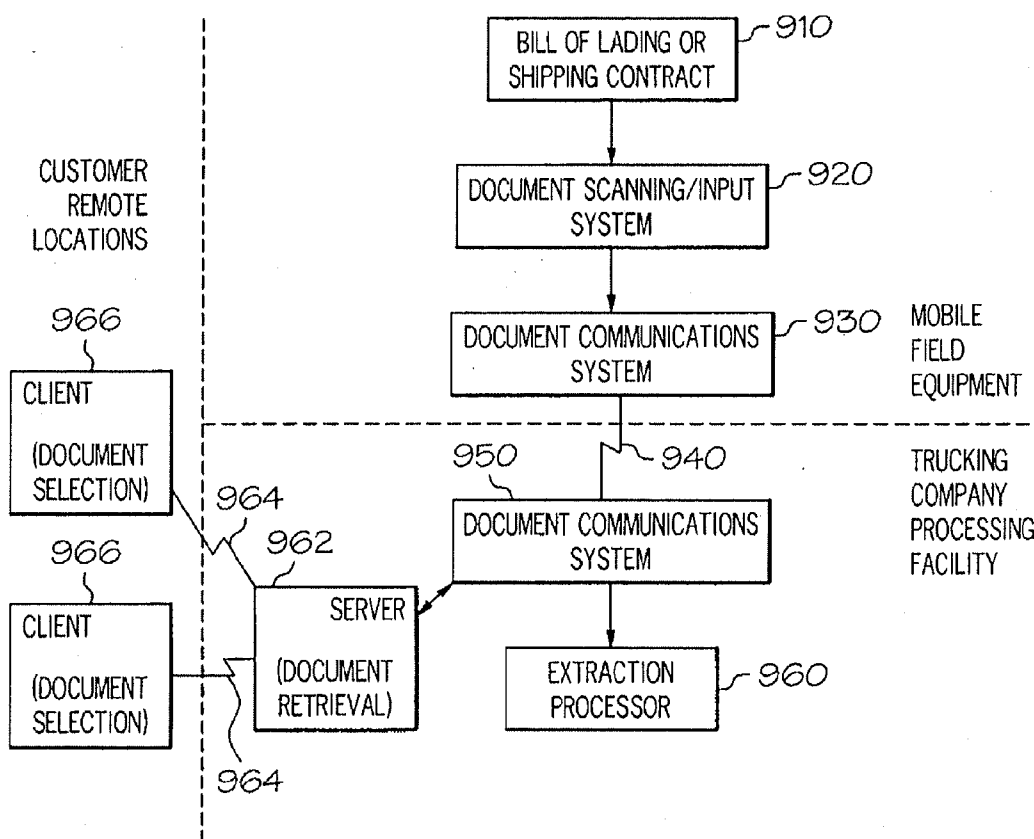 910
BILL OF LADING OR
SHIPPING CONTRACT
CUSTOMER
REMOTE
LOCATIONS
920
DOCUMENT SCANNING/INPUT
SYSTEM
930
DOCUMENT COMMUNICATIONS
SYSTEM
MOBILE
FIELD
EQUIPMENT
966
CLIENT
(DOCUMENT
SELECTION)
940
950
DOCUMENT COMMUNICATIONS
SYSTEM
TRUCKING
COMPANY
PROCESSING
FACILITY
964
962
SERVER
(DOCUMENT
RETRIEVAL)
966
CLIENT
(DOCUMENT
SELECTION)
964
EXTRACTION
PROCESSOR
960